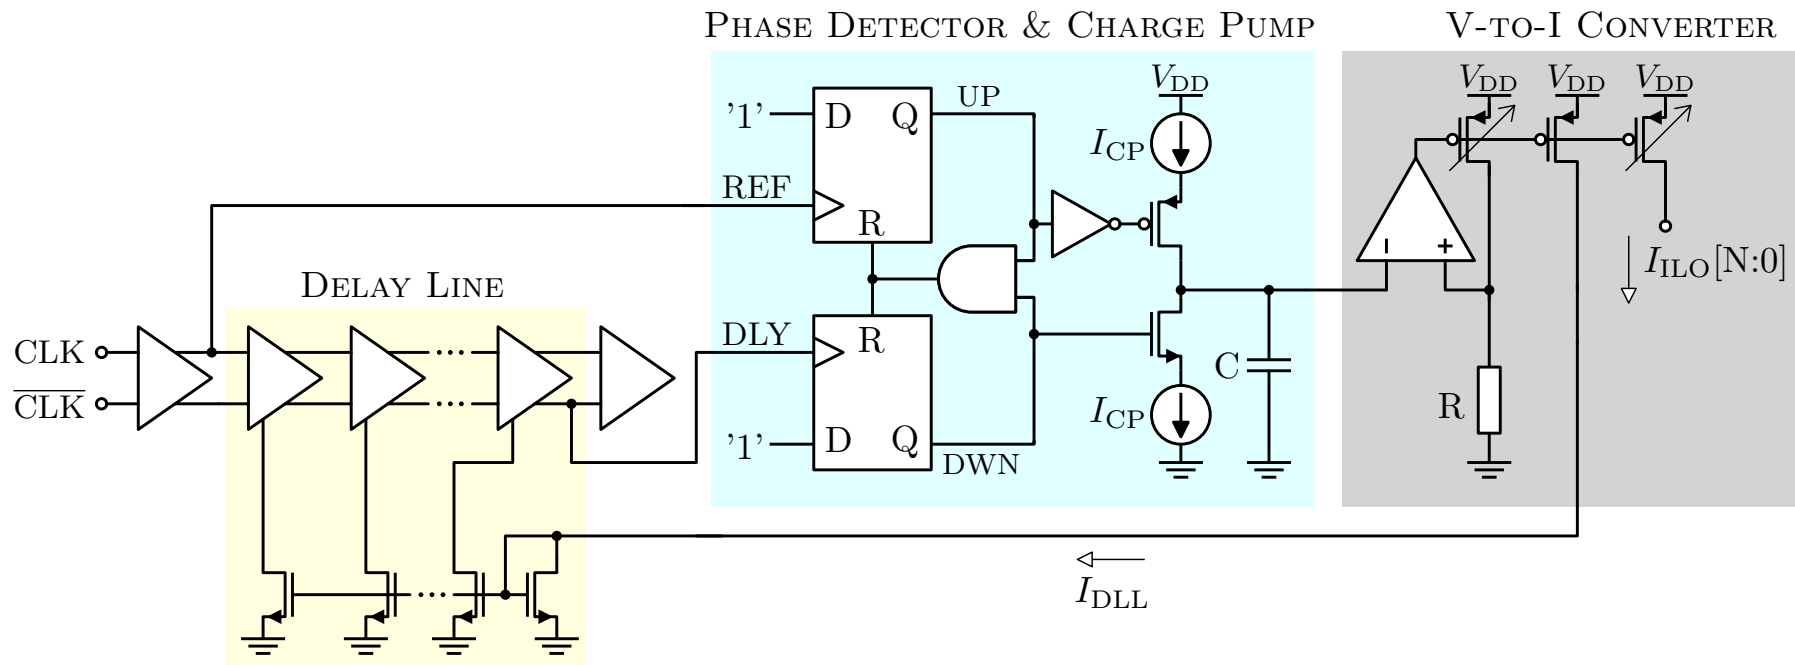 PHASE DETECTOR & CHARGE PUMP
V-TO-I CONVERTER
DELAY LINE
CLK
C̅L̅K̅
'1'
D
Q
UP
REF
R
DLY
R
'1'
D
Q
DWN
V_DD
I_CP
I_CP
C
V_DD
V_DD
V_DD
-
+
R
I_ILO[N:0]
I_DLL